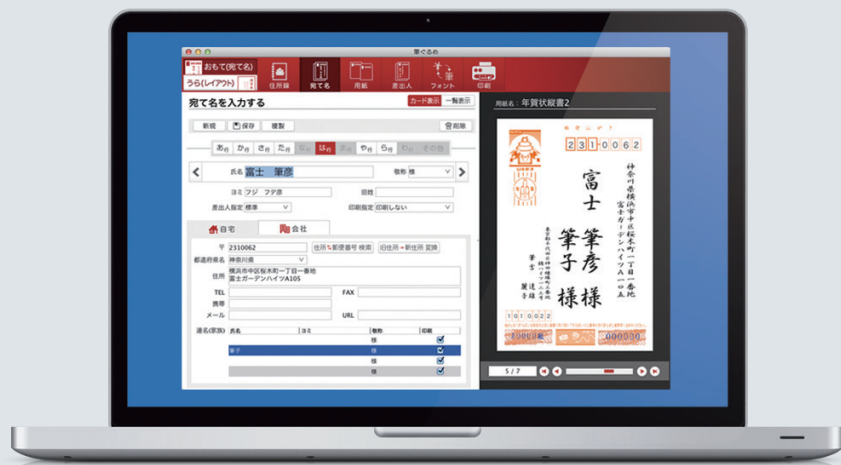 筆ぐるめ
おもて(宛て名)
うら(レイアウト)
住所録
宛て名
用紙
差出人
フォント
印刷
宛て名を入力する
カード表示 一覧表示
用紙名：年賀状縦書2
新規 保存 複製 削除
あ行 か行 さ行 た行 な行 は行 ま行 や行 ら行 わ行 その他
氏名 富士 筆彦 敬称 様
ヨミ フジ フデ彦 旧姓
差出人指定 標準 印刷指定 印刷しない
自宅 会社
〒 2310062 住所 郵便番号 検索 旧住所→新住所 変換
都道府県名 神奈川県
住所 横浜市中区桜木町一丁目一番地
富士ガーデンハイツA105
TEL FAX
携帯
メール URL
連名(家族) 氏名 ヨミ 敬称 印刷
様
筆子 様
様
様
231-0062
神奈川県横浜市中区桜木町一丁目一番地
富士ガーデンハイツA一〇五
富士 筆彦 様
筆子 様
1010022
000000
5 / 7